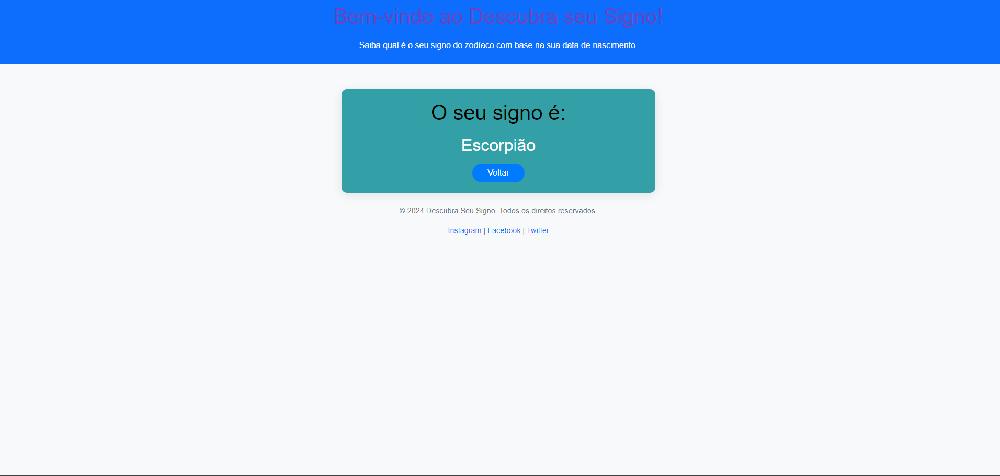 Bem-vindo ao Descubra seu Signo!
Saiba qual é o seu signo do zodíaco com base na sua data de nascimento.
O seu signo é:
Escorpião
Voltar
© 2024 Descubra Seu Signo. Todos os direitos reservados.
Instagram | Facebook | Twitter